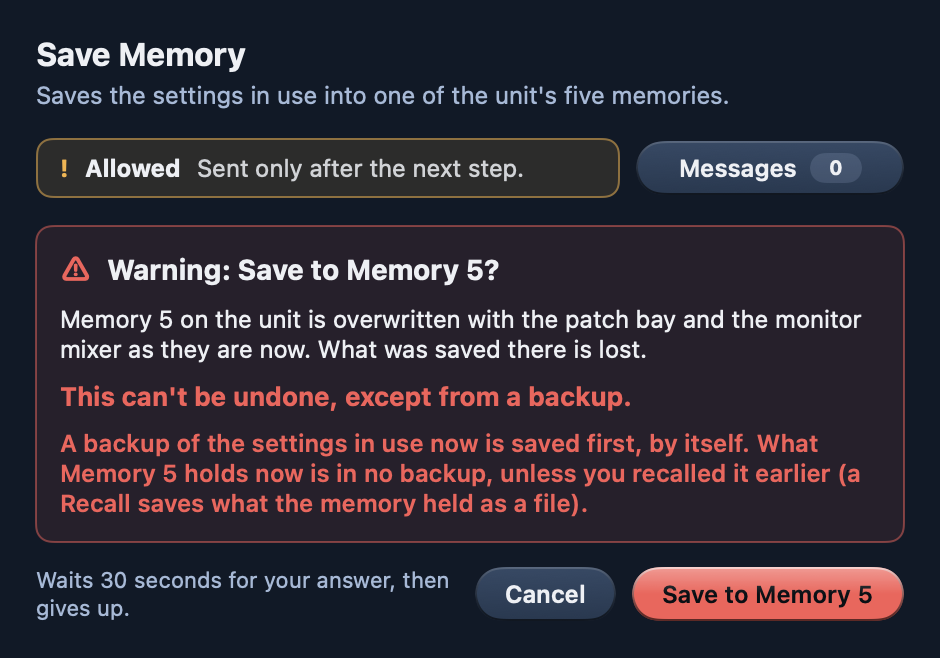 Save Memory
Saves the settings in use into one of the unit's five memories.
! Allowed Sent only after the next step.
Messages 0
Warning: Save to Memory 5?
Memory 5 on the unit is overwritten with the patch bay and the monitor
mixer as they are now. What was saved there is lost.
This can't be undone, except from a backup.
A backup of the settings in use now is saved first, by itself. What
Memory 5 holds now is in no backup, unless you recalled it earlier (a
Recall saves what the memory held as a file).
Waits 30 seconds for your answer, then
gives up.
Cancel
Save to Memory 5